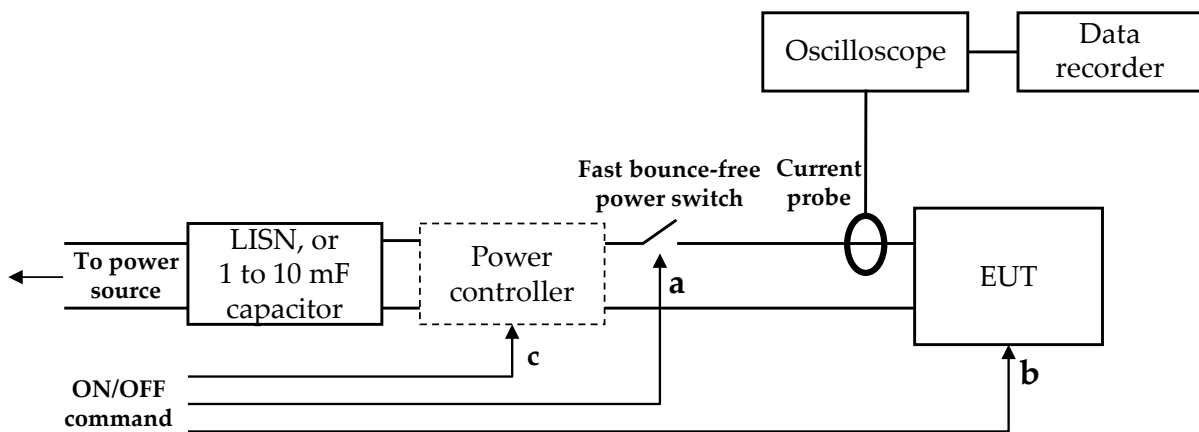 Oscilloscope
Data
recorder
Fast bounce-free
power switch
Current
probe
To power
source
LISN, or
1 to 10 mF
capacitor
Power
controller
a
EUT
c
b
ON/OFF
command